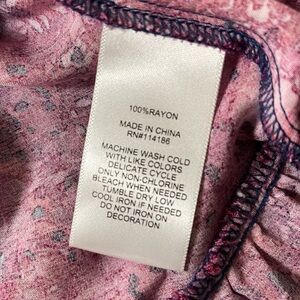 100%RAYON
MADE IN CHINA
RN#114186
MACHINE WASH COLD
WITH LIKE COLORS
DELICATE CYCLE
ONLY NON-CHLORINE
BLEACH WHEN NEEDED
TUMBLE DRY LOW
COOL IRON IF NEEDED
DO NOT IRON ON
DECORATION